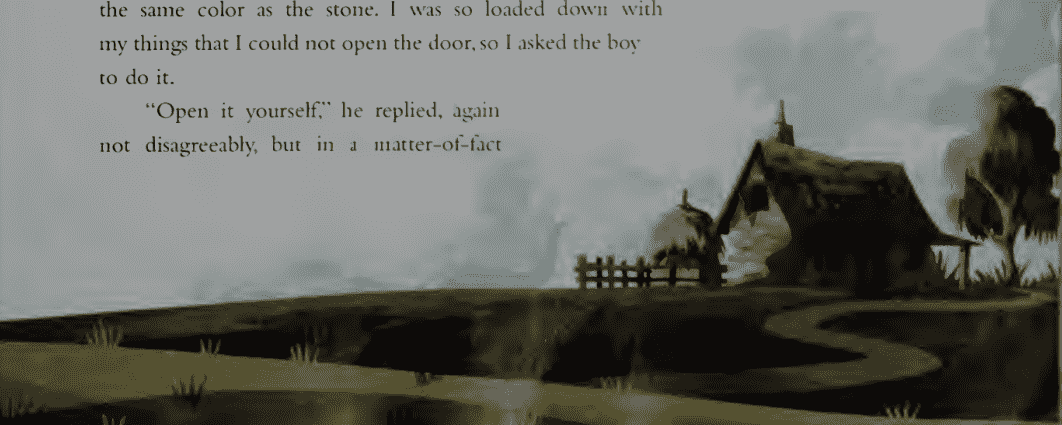 the same color as the stone. I was so loaded down with
my things that I could not open the door, so I asked the boy
to do it.
“Open it yourself,” he replied, again
not disagreeably, but in a matter-of-fact